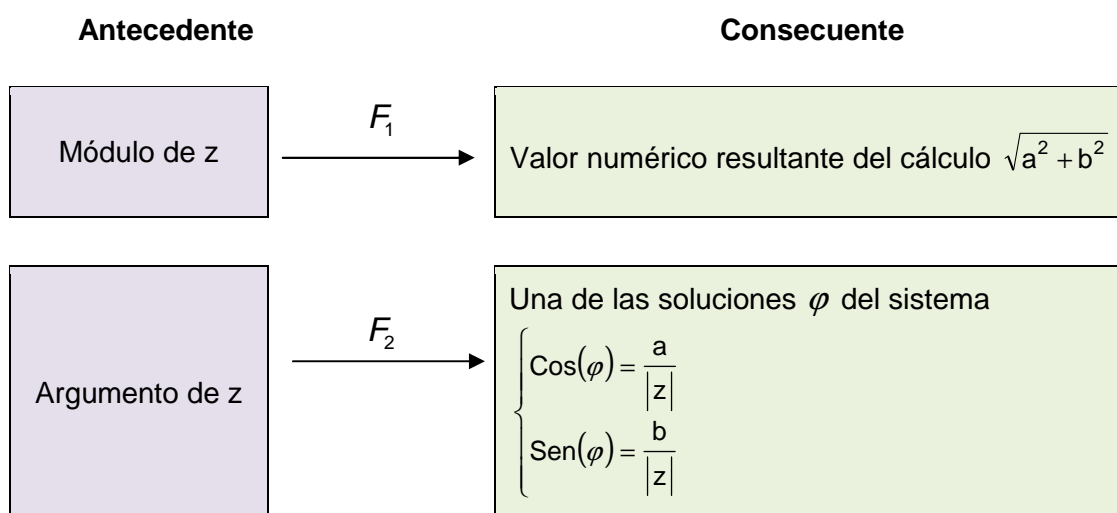 Antecedente
Consecuente
Módulo de z
F₁
Valor numérico resultante del cálculo √(a² + b²)
Argumento de z
F₂
Una de las soluciones φ del sistema
{ Cos(φ) = a/|z|
Sen(φ) = b/|z|